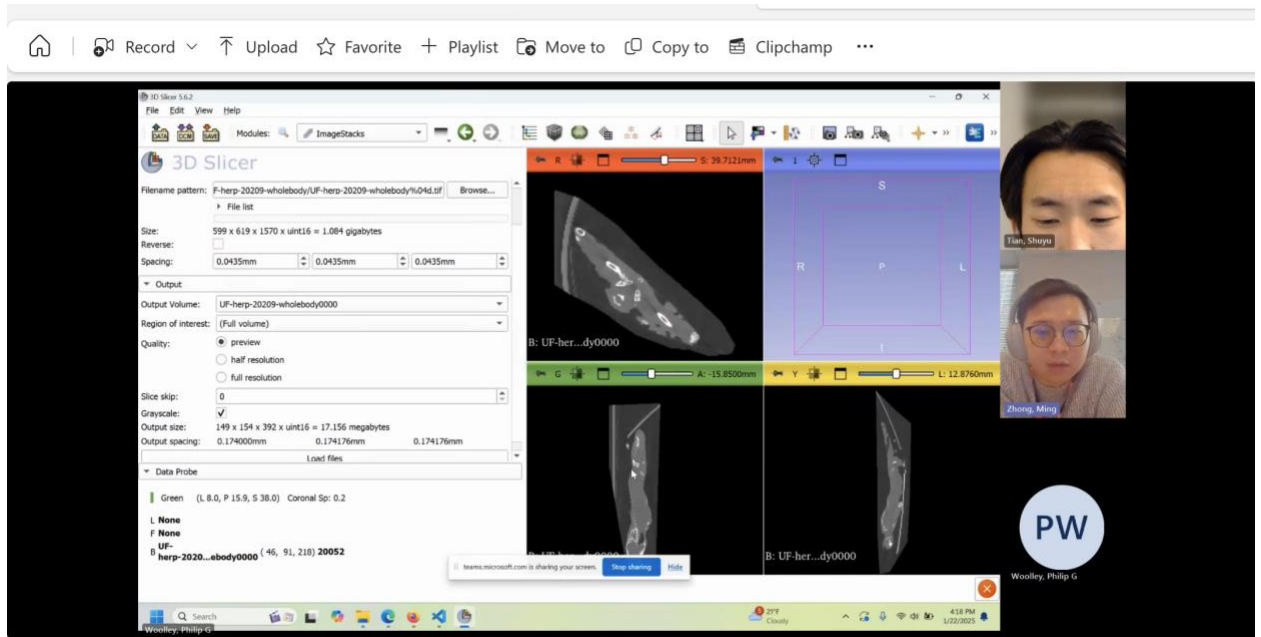 Record Upload Favorite Playlist Move to Copy to Clipchamp ...
3D Slicer 5.6.2
File Edit View Help
DATA DCM SAVE Modules: ImageStacks
3D Slicer
R S: 39.7121mm
1
Filename pattern: F-herp-20209-wholebody/UF-herp-20209-wholebody%04d.tif Browse...
File list
Size: 599 x 619 x 1570 x uint16 = 1.084 gigabytes
Reverse:
Spacing: 0.0435mm 0.0435mm 0.0435mm
Output
Output Volume: UF-herp-20209-wholebody0000
Region of interest: (Full volume)
Quality: preview
half resolution
full resolution
Slice skip: 0
Grayscale:
Output size: 149 x 154 x 392 x uint16 = 17.156 megabytes
Output spacing: 0.174000mm 0.174176mm 0.174176mm
Load files
Data Probe
Green (L 8.0, P 15.9, S 38.0) Coronal Sp: 0.2
L None
F None
B UF-herp-2020...ebody0000 ( 46, 91, 218) 20052
B: UF-her...dy0000
S
R P L
I
G A: -15.8500mm
Y L: 12.8760mm
B: UF-her...dy0000
teams.microsoft.com is sharing your screen. Stop sharing Hide
Tian, Shuyu
Zhong, Ming
PW
Woolley, Philip G
Search
Woolley, Philip G
21°F
Cloudy
4:18 PM
1/22/2025